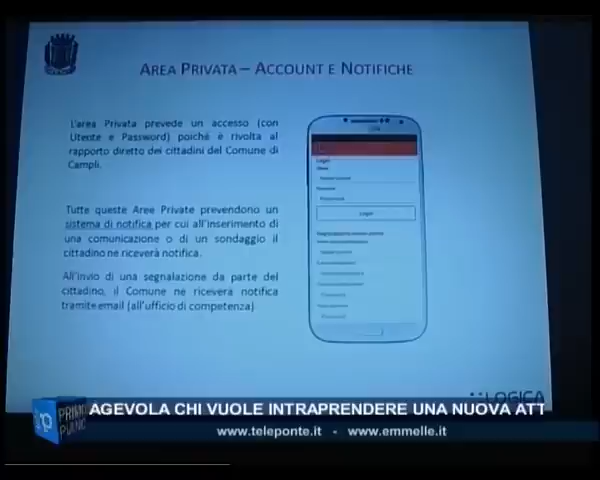 AREA PRIVATA – ACCOUNT E NOTIFICHE
L'area Privata prevede un accesso (con
Utente e Password) poiché è rivolta al
rapporto diretto dei cittadini del Comune di
Campli.
Tutte queste Aree Private prevendono un
sistema di notifica per cui all'inserimento di
una comunicazione o di un sondaggio il
cittadino ne riceverà notifica.
All'invio di una segnalazione da parte del
cittadino, il Comune ne riceverà notifica
tramite email (all'ufficio di competenza)
Login
Login
LOGICA
PRIMO
PIANO
AGEVOLA CHI VUOLE INTRAPRENDERE UNA NUOVA ATT
www.teleponte.it - www.emmelle.it